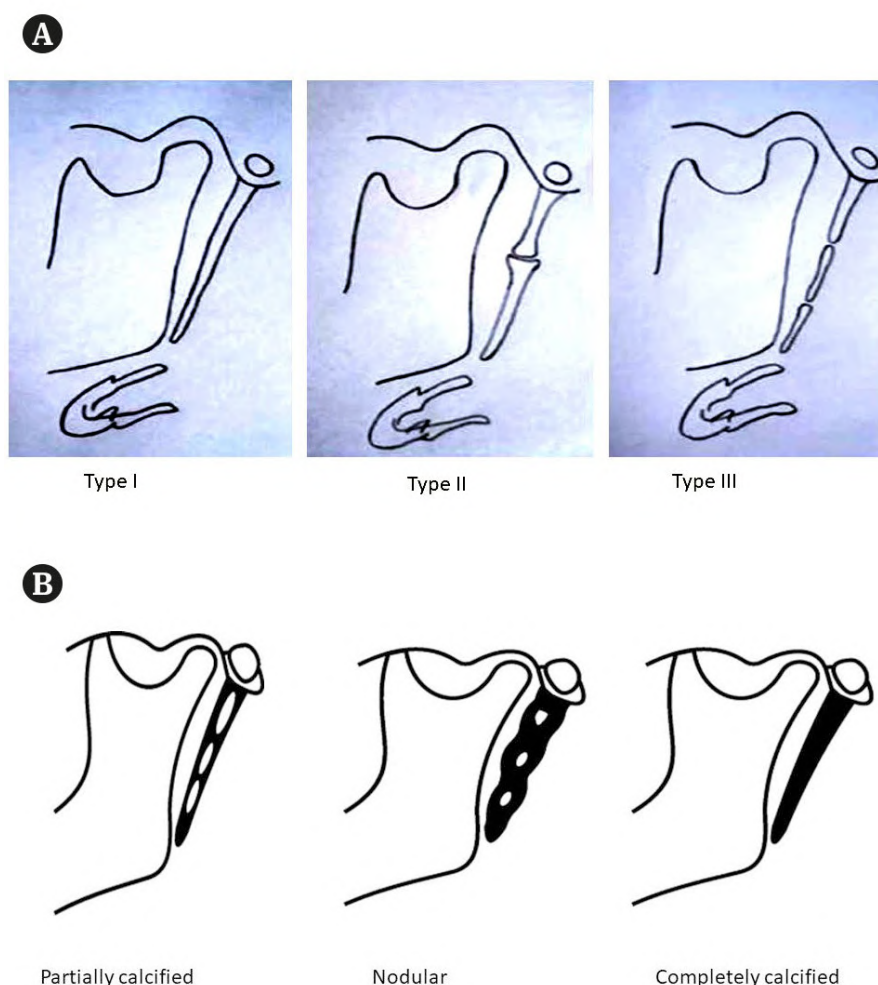 A
Type I
Type II
Type III
B
Partially calcified
Nodular
Completely calcified